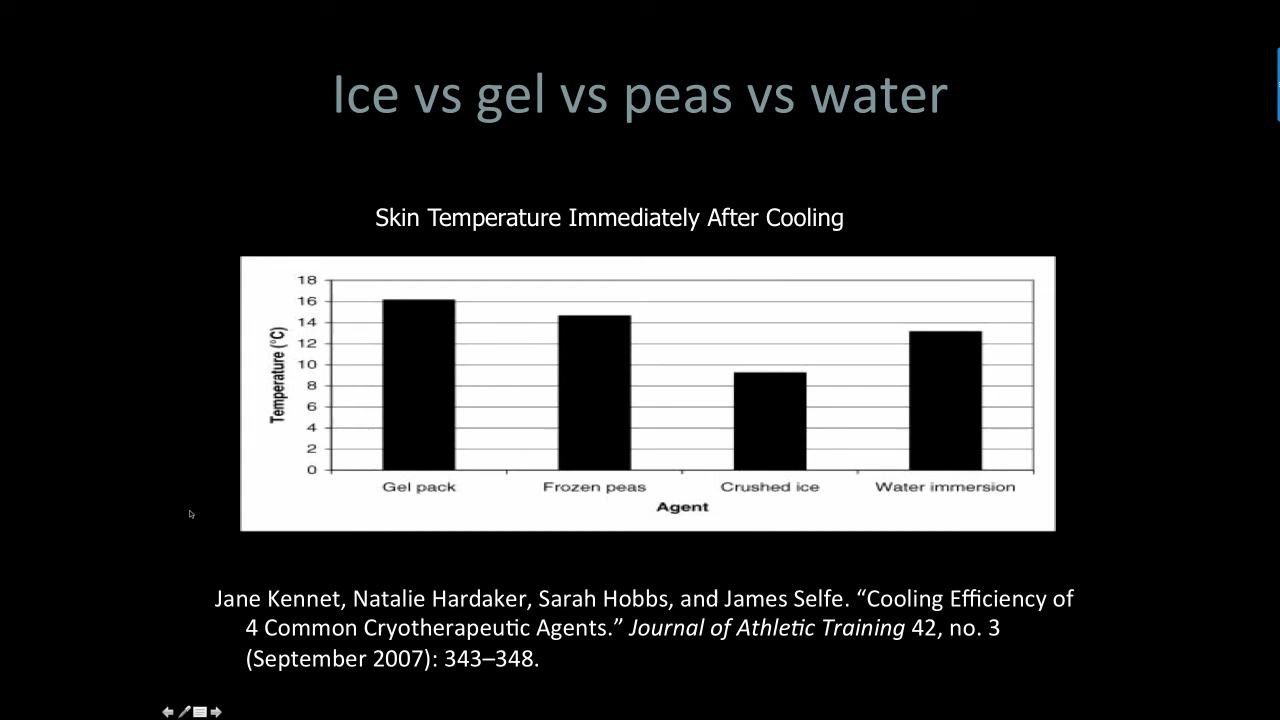 Ice vs gel vs peas vs water
Skin Temperature Immediately After Cooling
18
16
14
12
10
8
6
4
2
0
Temperature (°C)
Gel pack Frozen peas Crushed ice Water immersion
Agent
Jane Kennet, Natalie Hardaker, Sarah Hobbs, and James Selfe. “Cooling Efficiency of
4 Common Cryotherapeutic Agents.” Journal of Athletic Training 42, no. 3
(September 2007): 343–348.